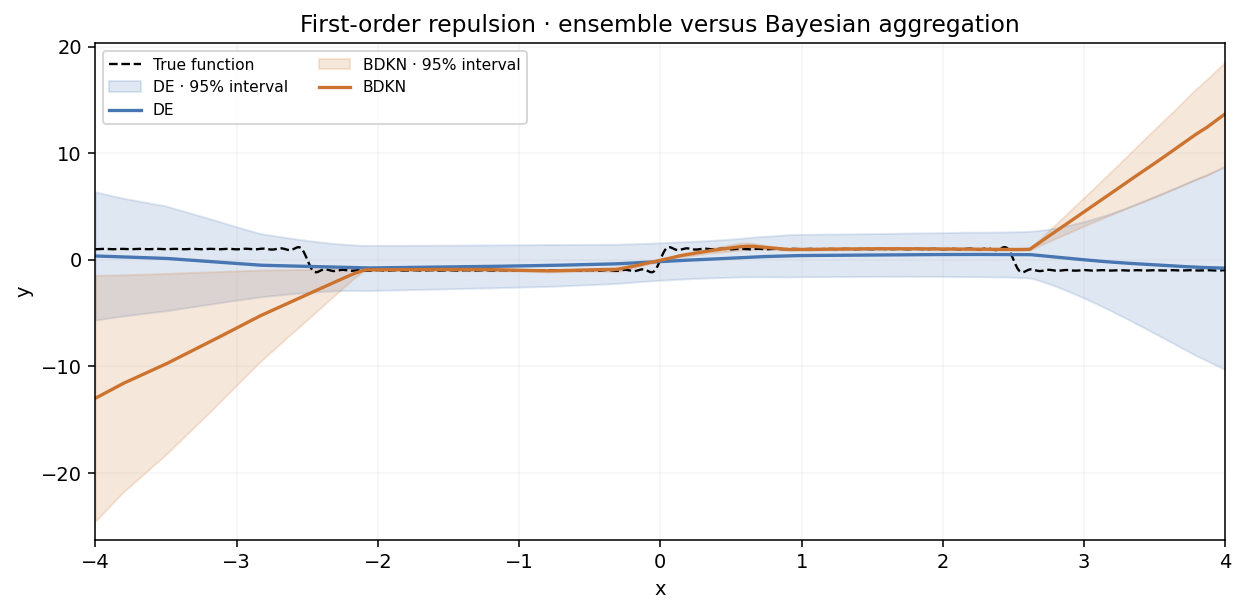 First-order repulsion · ensemble versus Bayesian aggregation
True function
DE · 95% interval
DE
BDKN · 95% interval
BDKN
20
10
0
−10
−20
y
−4
−3
−2
−1
0
1
2
3
4
x